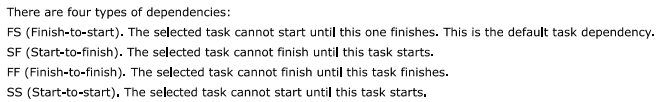 There are four types of dependencies:
FS (Finish-to-start). The selected task cannot start until this one finishes. This is the default task dependency.
SF (Start-to-finish). The selected task cannot finish until this task starts.
FF (Finish-to-finish). The selected task cannot finish until this task finishes.
SS (Start-to-start). The selected task cannot start until this task starts.